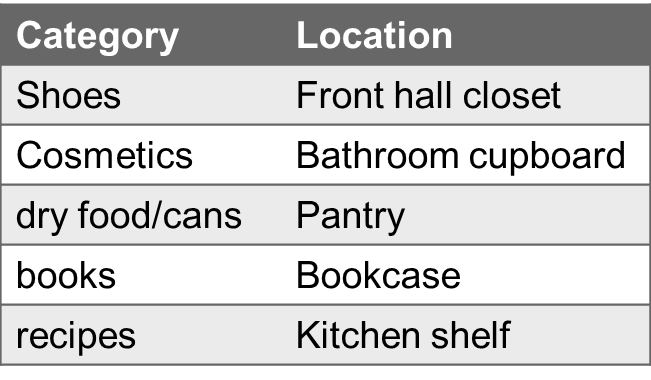 Category Location
Shoes Front hall closet
Cosmetics Bathroom cupboard
dry food/cans Pantry
books Bookcase
recipes Kitchen shelf